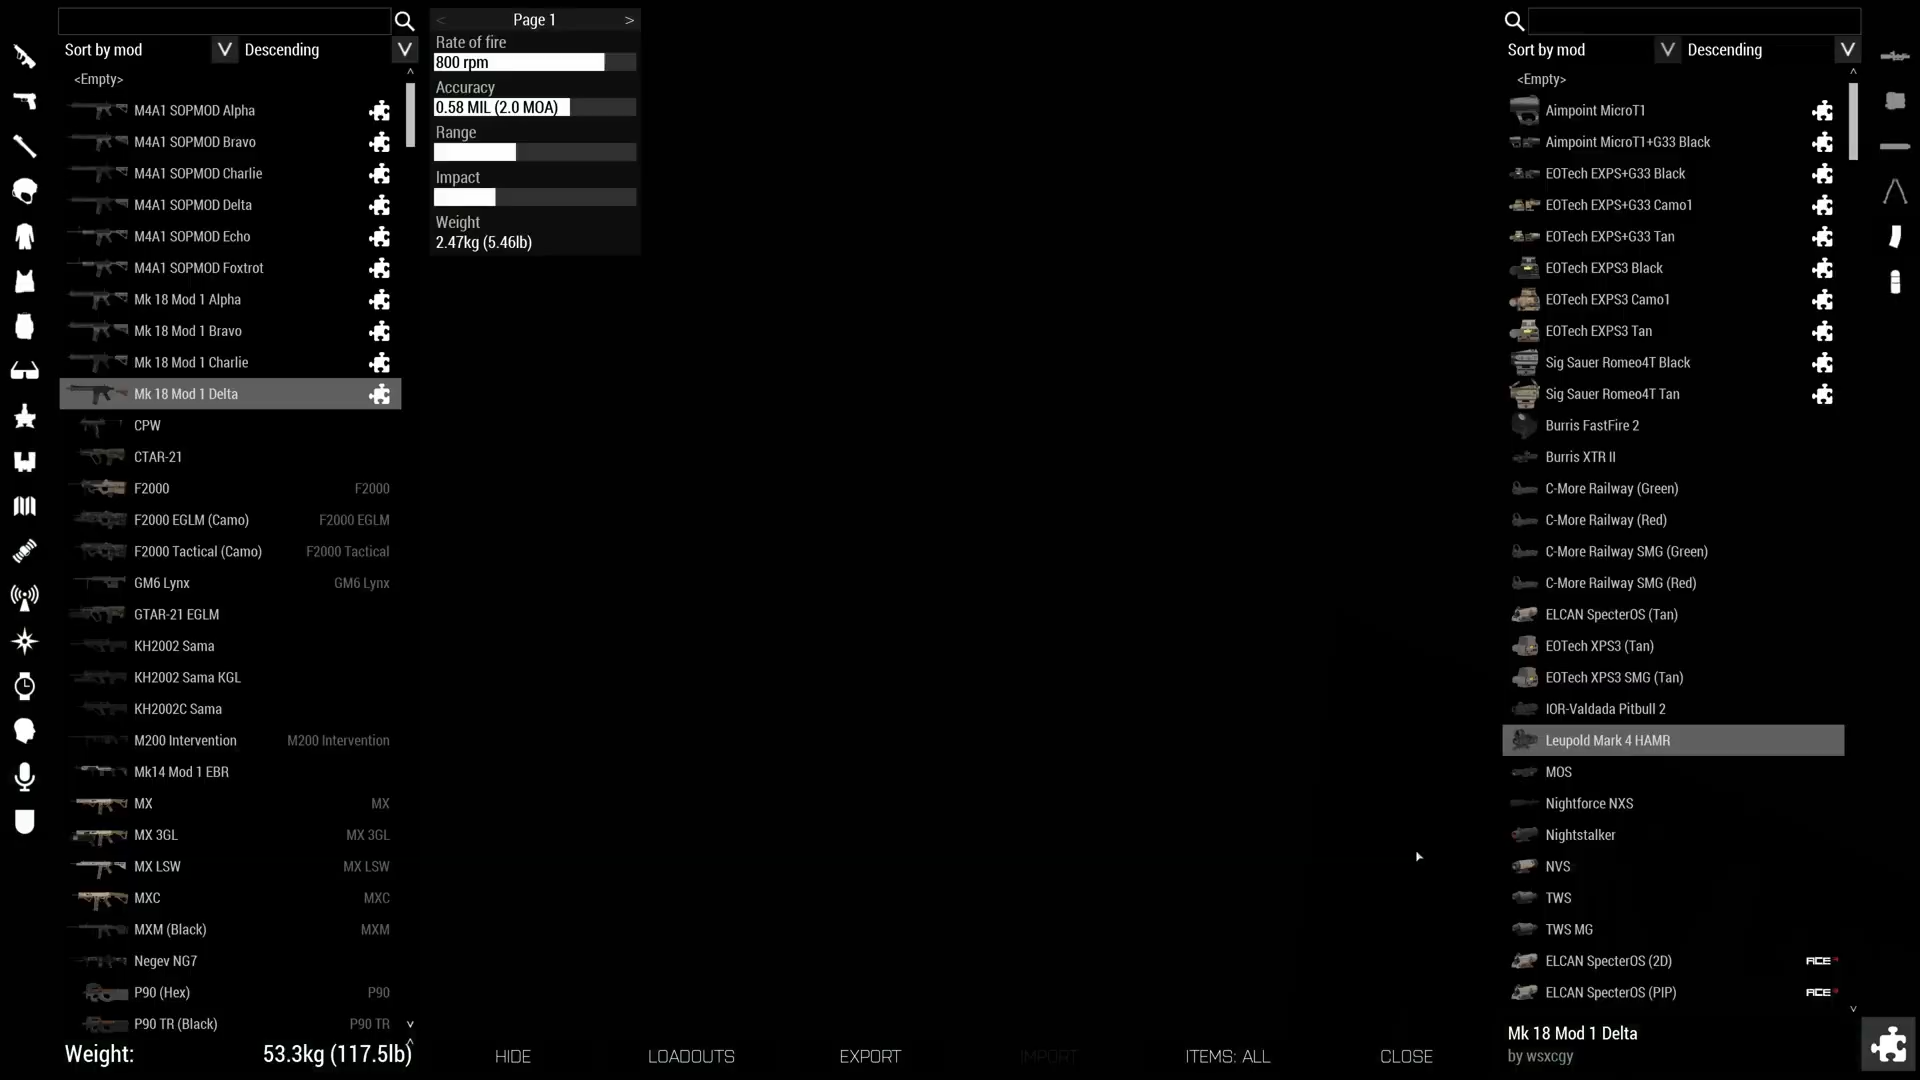 Sort by mod
V
Descending
V
<Empty>
M4A1 SOPMOD Alpha
M4A1 SOPMOD Bravo
M4A1 SOPMOD Charlie
M4A1 SOPMOD Delta
M4A1 SOPMOD Echo
M4A1 SOPMOD Foxtrot
Mk 18 Mod 1 Alpha
Mk 18 Mod 1 Bravo
Mk 18 Mod 1 Charlie
Mk 18 Mod 1 Delta
CPW
CTAR-21
F2000 F2000
F2000 EGLM (Camo) F2000 EGLM
F2000 Tactical (Camo) F2000 Tactical
GM6 Lynx GM6 Lynx
GTAR-21 EGLM
KH2002 Sama
KH2002 Sama KGL
KH2002C Sama
M200 Intervention M200 Intervention
Mk14 Mod 1 EBR
MX MX
MX 3GL MX 3GL
MX LSW MX LSW
MXC MXC
MXM (Black) MXM
Negev NG7
P90 (Hex) P90
P90 TR (Black) P90 TR
Weight: 53.3kg (117.5lb)
< Page 1 >
Rate of fire
800 rpm
Accuracy
0.58 MIL (2.0 MOA)
Range
Impact
Weight
2.47kg (5.46lb)
HIDE
LOADOUTS
EXPORT
IMPORT
ITEMS: ALL
CLOSE
Sort by mod
V
Descending
V
<Empty>
Aimpoint MicroT1
Aimpoint MicroT1+G33 Black
EOTech EXPS+G33 Black
EOTech EXPS+G33 Camo1
EOTech EXPS+G33 Tan
EOTech EXPS3 Black
EOTech EXPS3 Camo1
EOTech EXPS3 Tan
Sig Sauer Romeo4T Black
Sig Sauer Romeo4T Tan
Burris FastFire 2
Burris XTR II
C-More Railway (Green)
C-More Railway (Red)
C-More Railway SMG (Green)
C-More Railway SMG (Red)
ELCAN SpecterOS (Tan)
EOTech XPS3 (Tan)
EOTech XPS3 SMG (Tan)
IOR-Valdada Pitbull 2
Leupold Mark 4 HAMR
MOS
Nightforce NXS
Nightstalker
NVS
TWS
TWS MG
ELCAN SpecterOS (2D) ACE
ELCAN SpecterOS (PIP) ACE
Mk 18 Mod 1 Delta
by wsxcgy